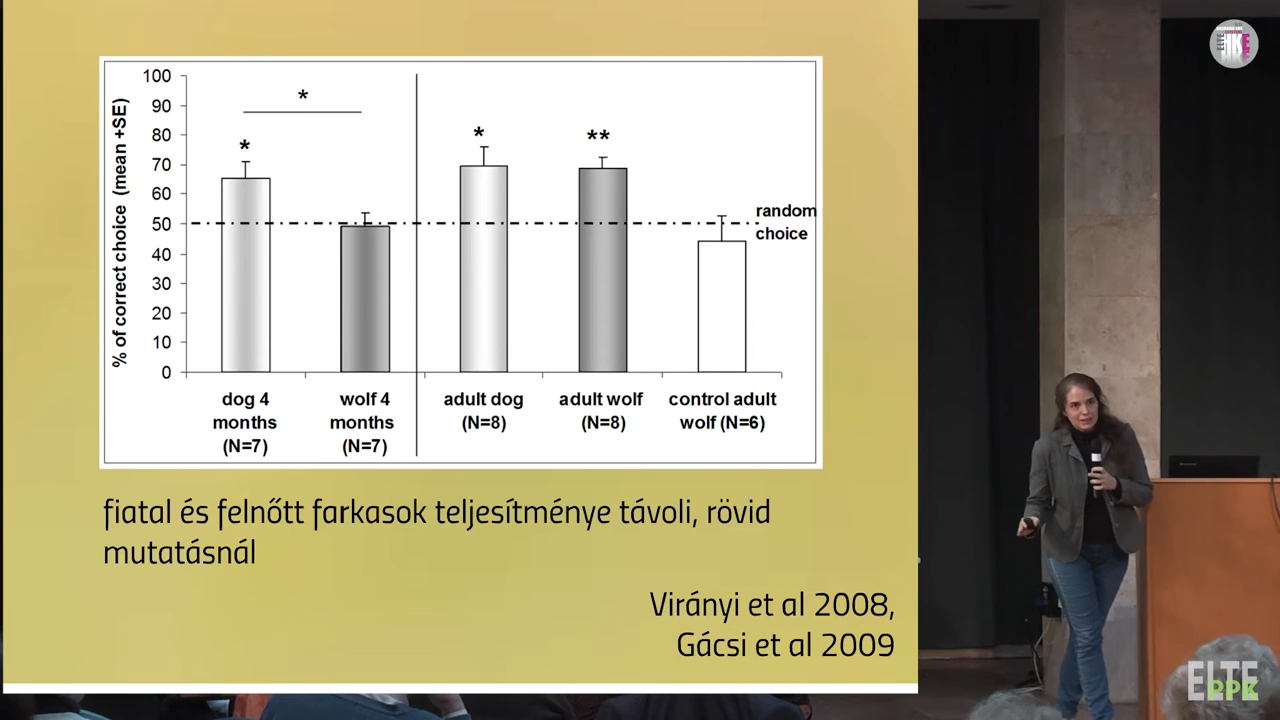 100
90
80
70
60
50
40
30
20
10
0
% of correct choice (mean +SE)
*
*
*
**
random
choice
dog 4
months
(N=7)
wolf 4
months
(N=7)
adult dog
(N=8)
adult wolf
(N=8)
control adult
wolf (N=6)
fiatal és felnőtt farkasok teljesítménye távoli, rövid
mutatásnál
Virányi et al 2008,
Gácsi et al 2009
ELTE
PPK